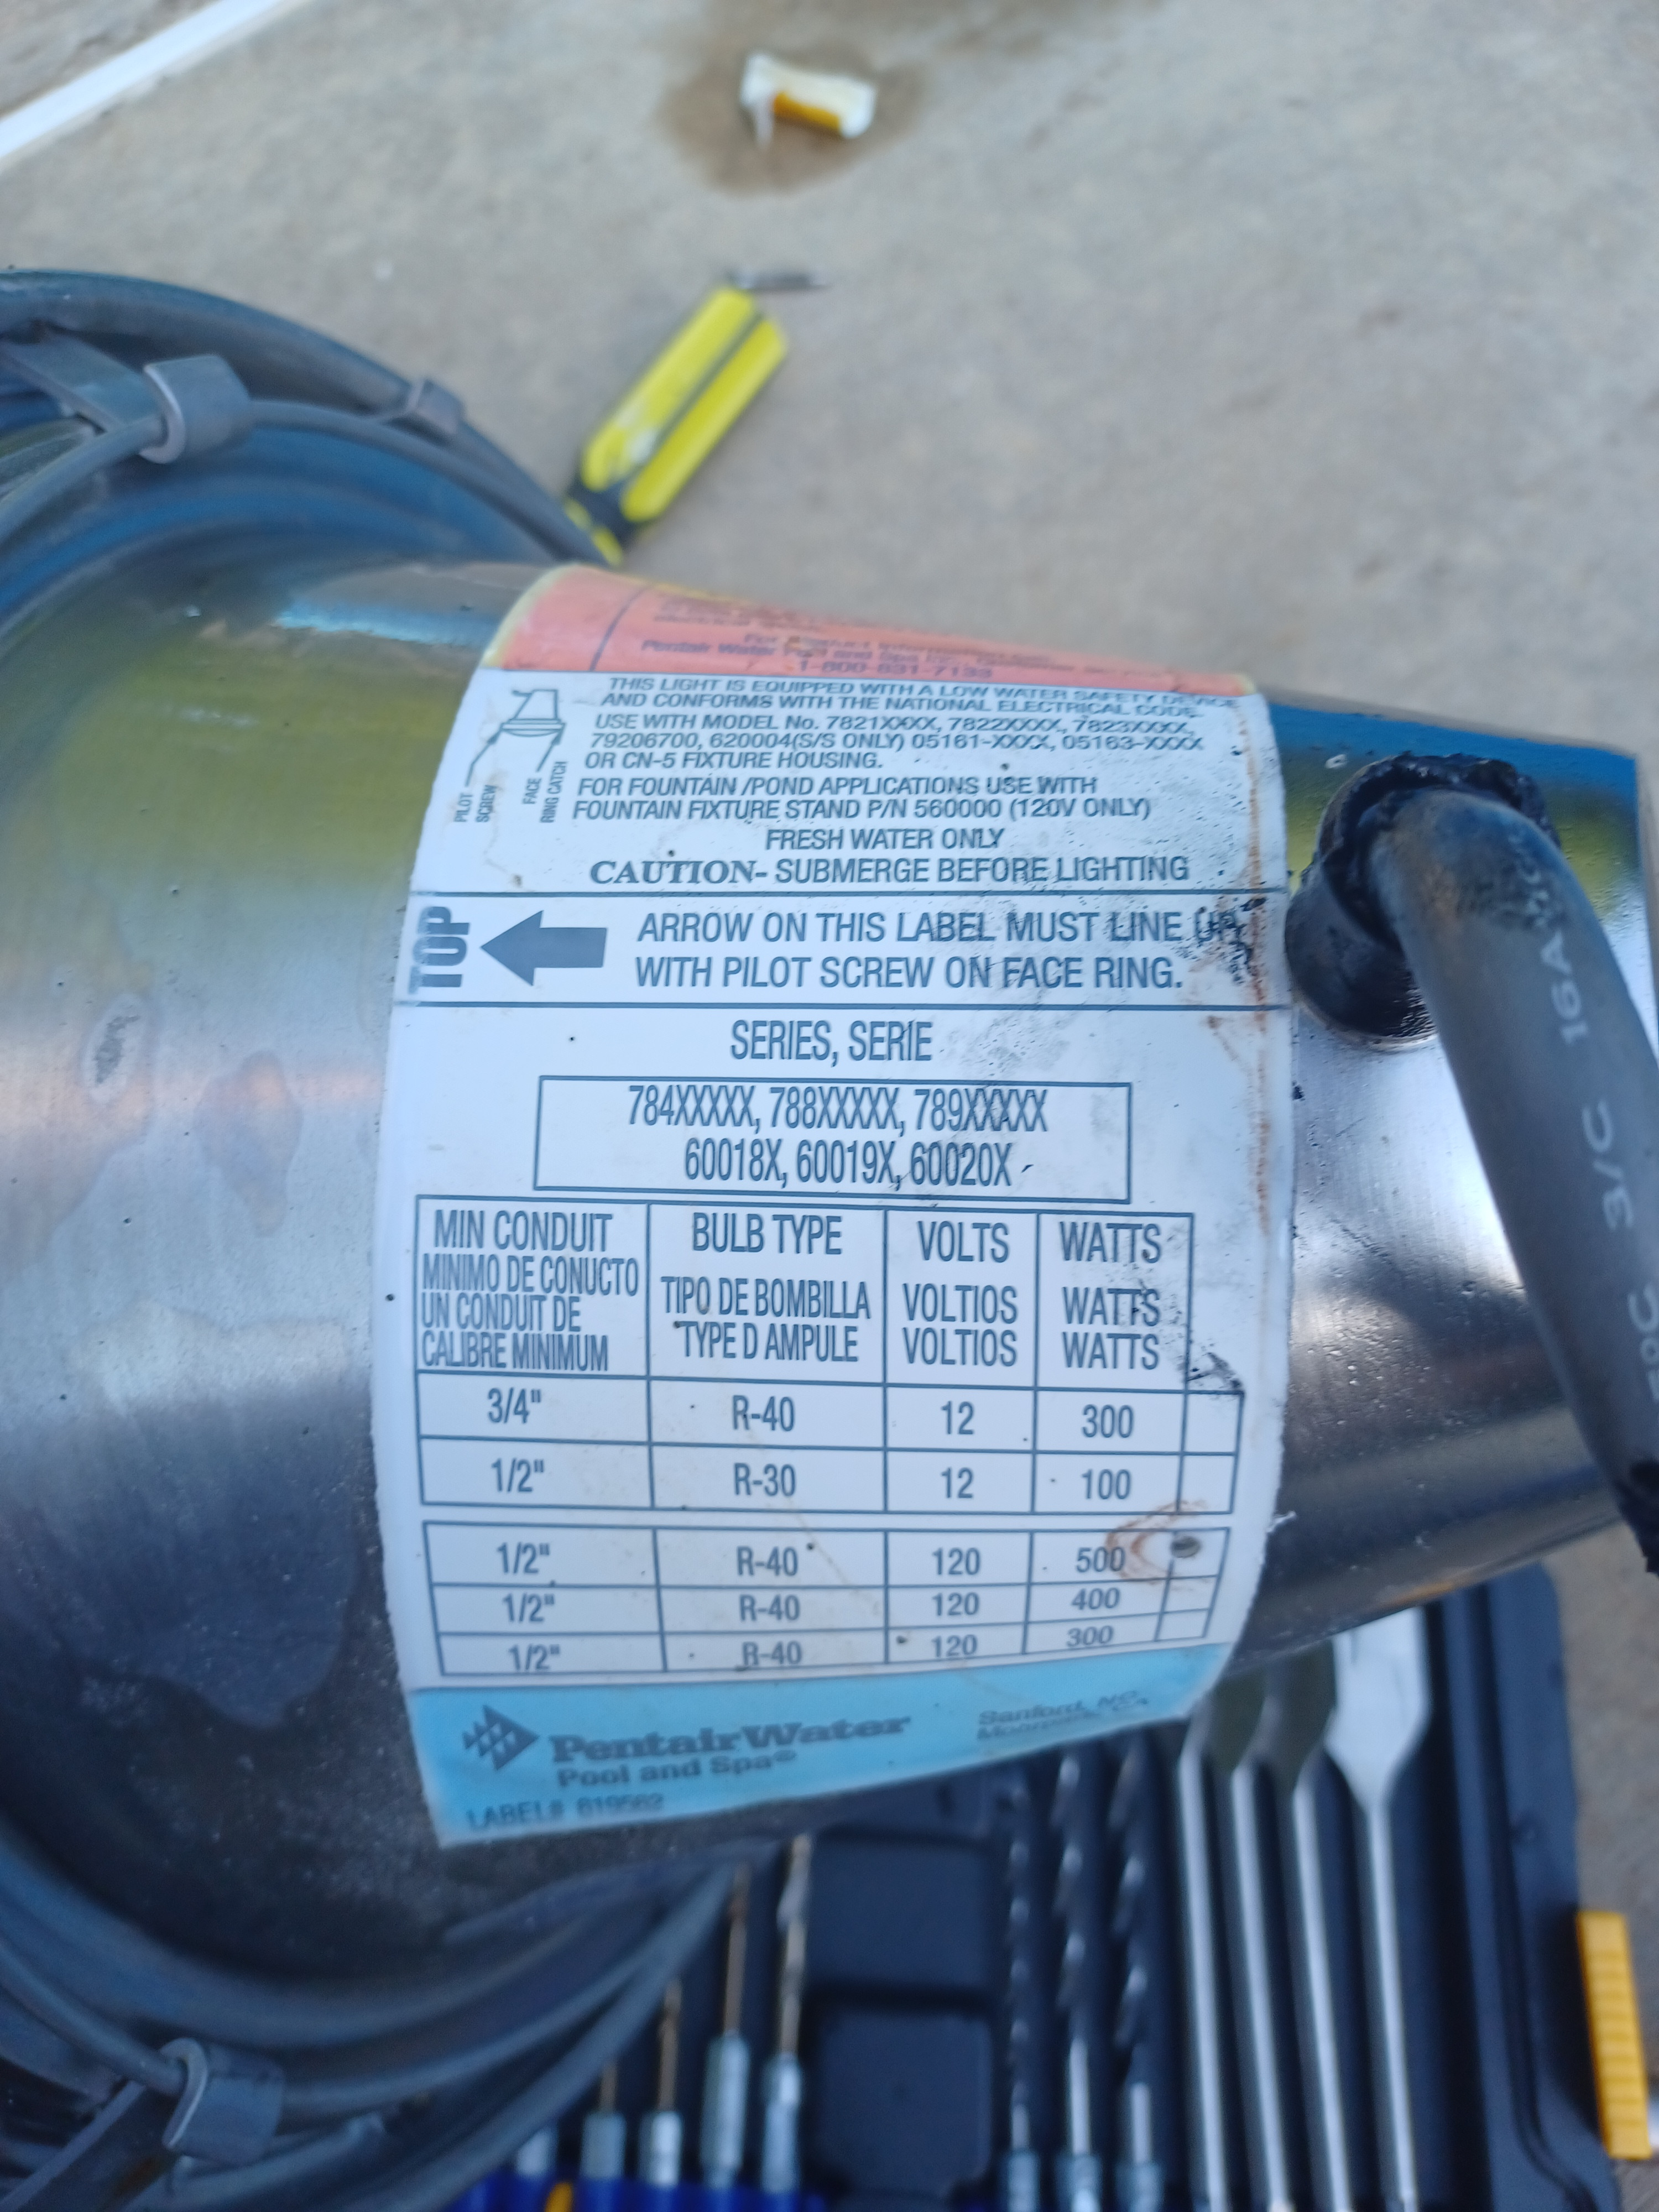 Pentair Water Pool and Spa
1-800-831-7133
THIS LIGHT IS EQUIPPED WITH A LOW WATER SAFETY DEVICE
AND CONFORMS WITH THE NATIONAL ELECTRICAL CODE
USE WITH MODEL No. 7821XXXX, 7822XXXX, 7823XXXX,
79206700, 620004(S/S ONLY) 05161-XXXX, 05163-XXXX
OR CN-5 FIXTURE HOUSING.
PILOT
SCREW
FACE
RING CATCH
FOR FOUNTAIN /POND APPLICATIONS USE WITH
FOUNTAIN FIXTURE STAND P/N 560000 (120V ONLY)
FRESH WATER ONLY
CAUTION- SUBMERGE BEFORE LIGHTING
TOP
ARROW ON THIS LABEL MUST LINE UP
WITH PILOT SCREW ON FACE RING.
SERIES, SERIE
784XXXXX, 788XXXXX, 789XXXXX
60018X, 60019X, 60020X
MIN CONDUIT BULB TYPE VOLTS WATTS
MINIMO DE CONUCTO TIPO DE BOMBILLA VOLTIOS WATTS
UN CONDUIT DE TYPE D AMPULE VOLTIOS WATTS
CALIBRE MINIMUM
3/4" R-40 12 300
1/2" R-30 12 100
1/2" R-40 120 500
1/2" R-40 120 400
1/2" R-40 120 300
PentairWater
Pool and Spa®
Sanford, NC
LABEL# 619562
16AWG 3/C